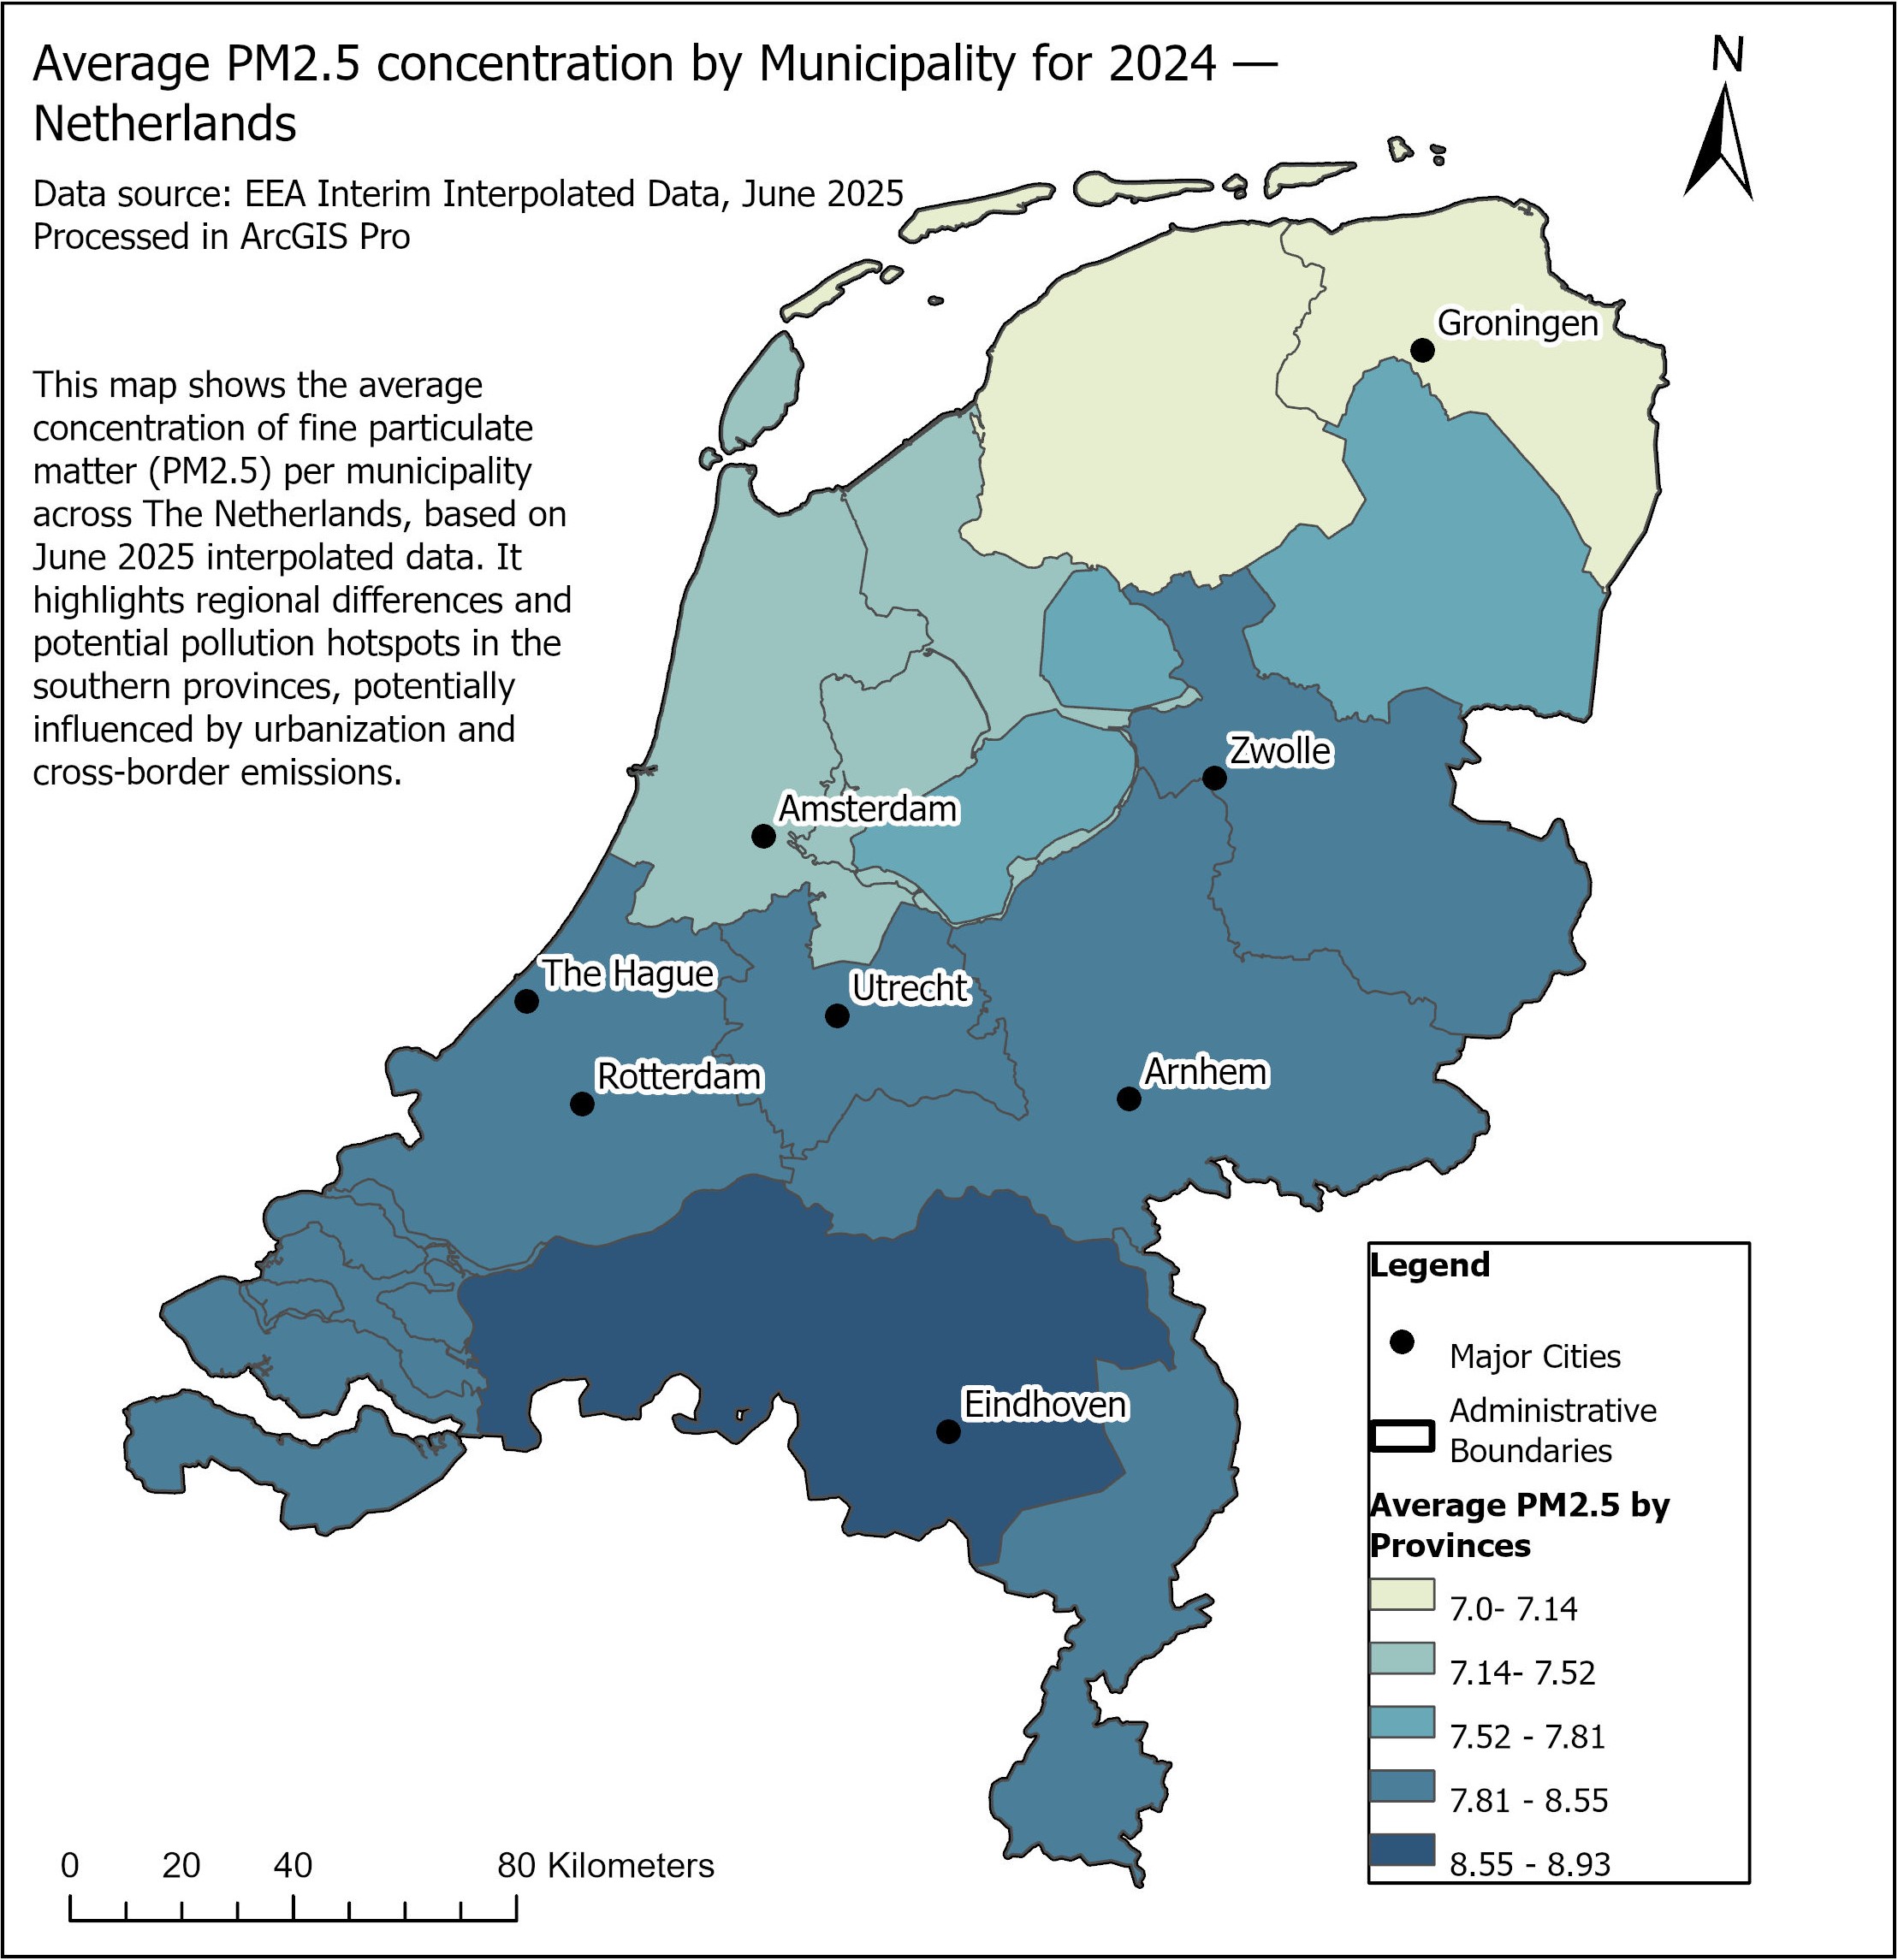 Average PM2.5 concentration by Municipality for 2024 —
Netherlands
Data source: EEA Interim Interpolated Data, June 2025
Processed in ArcGIS Pro
N
This map shows the average
concentration of fine particulate
matter (PM2.5) per municipality
across The Netherlands, based on
June 2025 interpolated data. It
highlights regional differences and
potential pollution hotspots in the
southern provinces, potentially
influenced by urbanization and
cross-border emissions.
Groningen
Zwolle
Amsterdam
The Hague
Utrecht
Rotterdam
Arnhem
Eindhoven
Legend
Major Cities
Administrative
Boundaries
Average PM2.5 by
Provinces
7.0- 7.14
7.14- 7.52
7.52 - 7.81
7.81 - 8.55
8.55 - 8.93
0 20 40 80 Kilometers